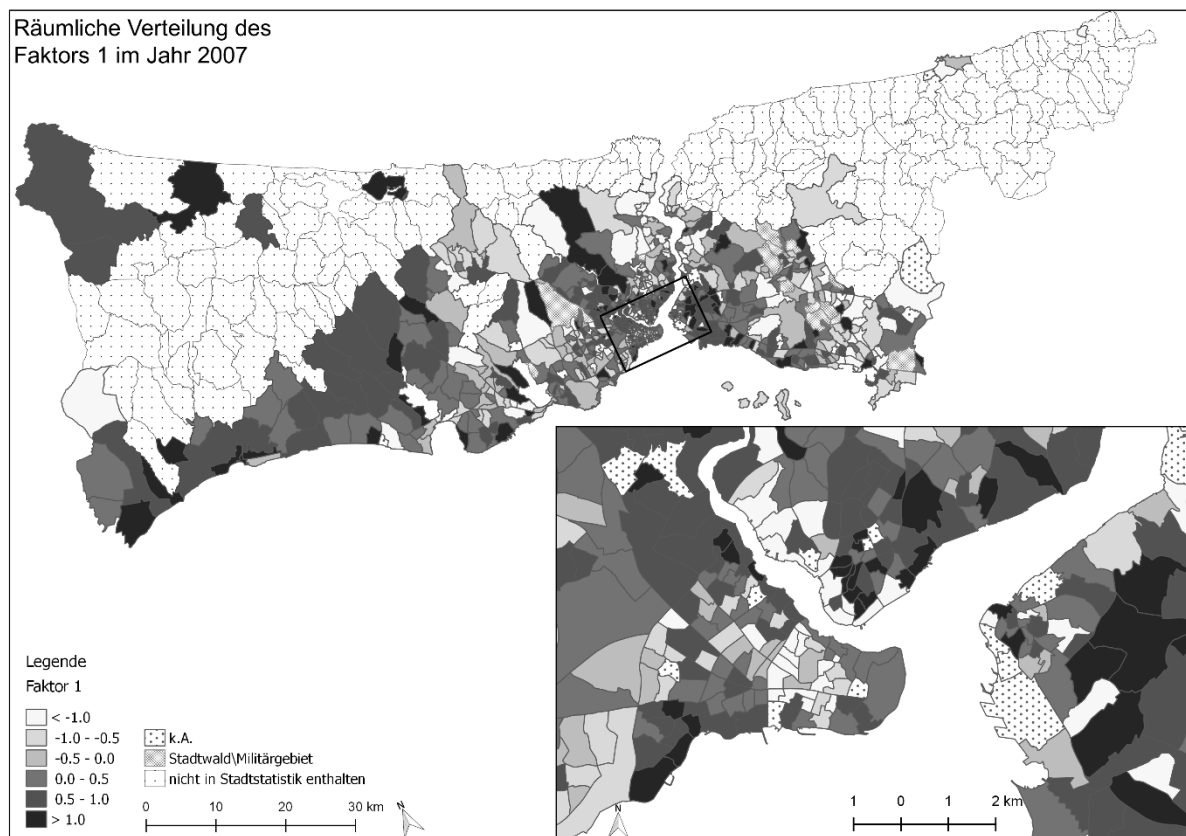 Räumliche Verteilung des
Faktors 1 im Jahr 2007
Legende
Faktor 1
< -1.0
-1.0 - -0.5
-0.5 - 0.0
0.0 - 0.5
0.5 - 1.0
> 1.0
k.A.
Stadtwald\Militärgebiet
nicht in Stadtstatistik enthalten
0 10 20 30 km
N
1 0 1 2 km
N